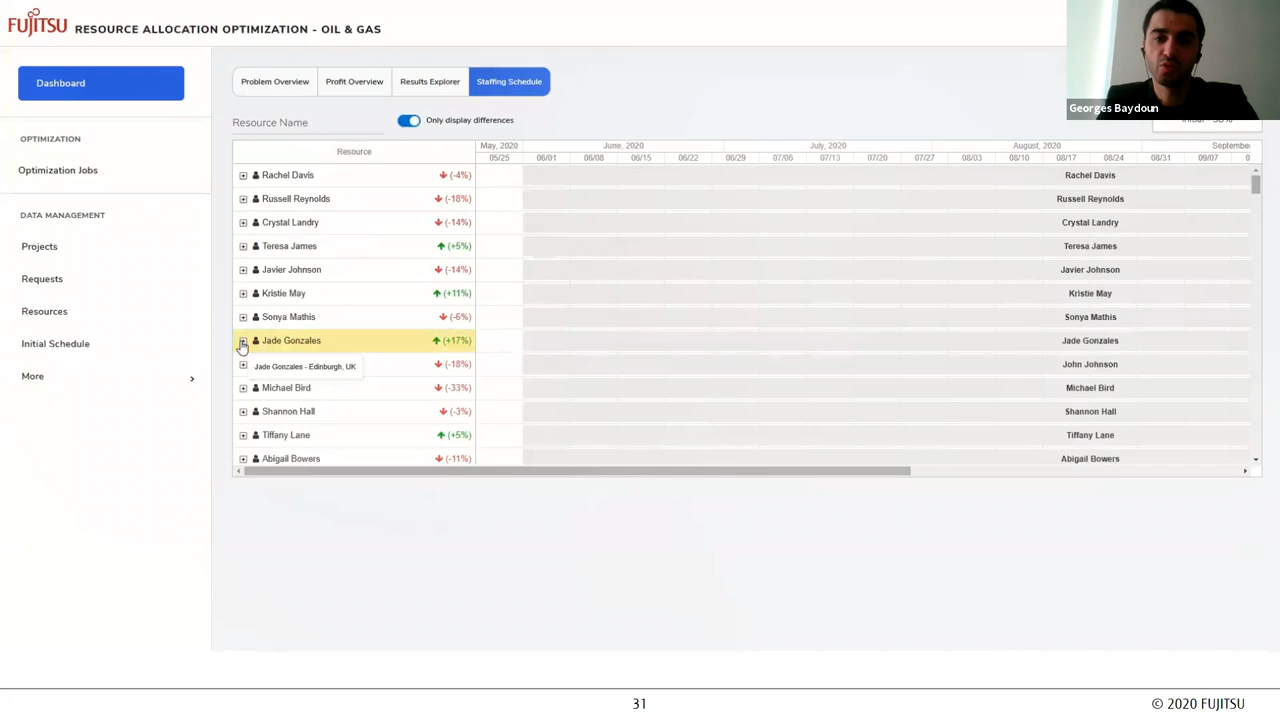 FUJITSU RESOURCE ALLOCATION OPTIMIZATION - OIL & GAS
Georges Baydoun
Dashboard
OPTIMIZATION
Optimization Jobs
DATA MANAGEMENT
Projects
Requests
Resources
Initial Schedule
More
Problem Overview Profit Overview Results Explorer Staffing Schedule
Resource Name Only display differences
Resource May, 2020 June, 2020 July, 2020 August, 2020 Septembe
05/25 06/01 06/08 06/15 06/22 06/29 07/06 07/13 07/20 07/27 08/03 08/10 08/17 08/24 08/31 09/07 0
Rachel Davis (-4%) Rachel Davis
Russell Reynolds (-18%) Russell Reynolds
Crystal Landry (-14%) Crystal Landry
Teresa James (+5%) Teresa James
Javier Johnson (-14%) Javier Johnson
Kristie May (+11%) Kristie May
Sonya Mathis (-6%) Sonya Mathis
Jade Gonzales (+17%) Jade Gonzales
Jade Gonzales - Edinburgh, UK (-18%) John Johnson
Michael Bird (-33%) Michael Bird
Shannon Hall (-3%) Shannon Hall
Tiffany Lane (+5%) Tiffany Lane
Abigail Bowers (-11%) Abigail Bowers
31
© 2020 FUJITSU